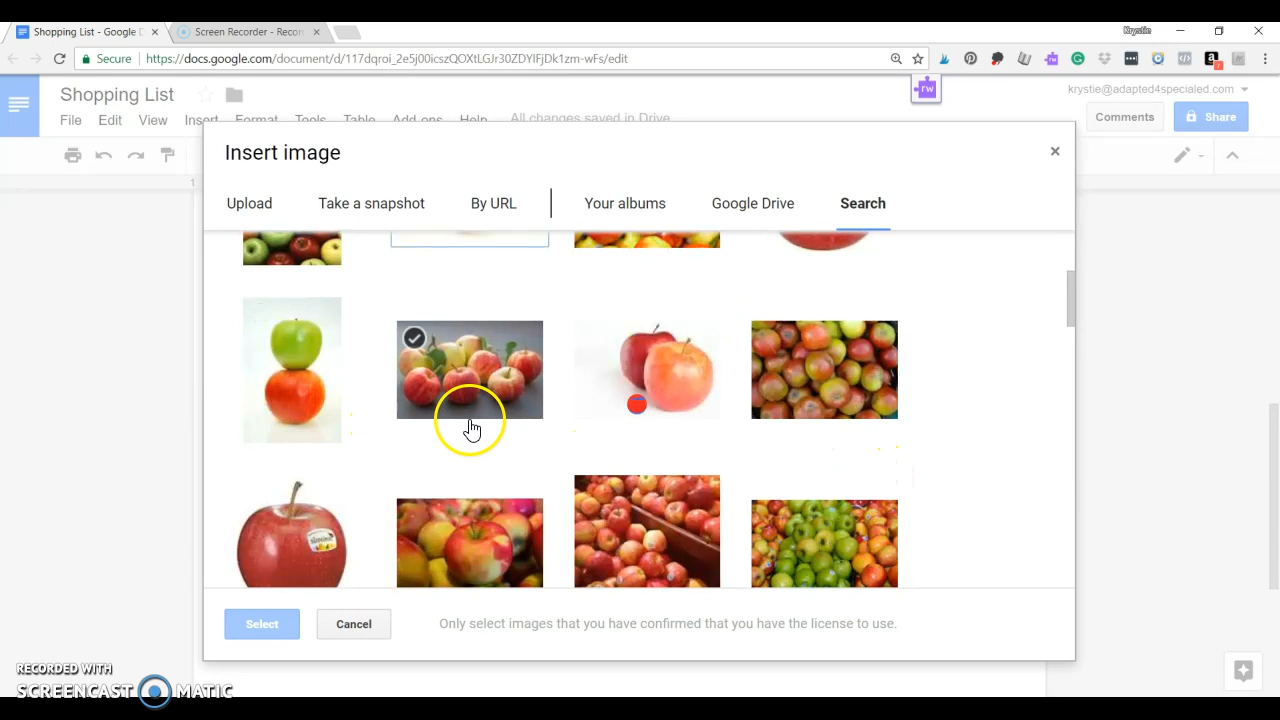 Shopping List - Google D
Screen Recorder - Recor
Krystie
Secure
https://docs.google.com/document/d/117dqroi_2e5j00icszQOXtLGJr307DYIFjDk1zm-wFs/edit
rw
Shopping List
krystie@adapted4specialed.com
File Edit View Insert Format Tools Table Add-ons Help All changes saved in Drive
Comments
Share
Insert image
Upload
Take a snapshot
By URL
Your albums
Google Drive
Search
Select
Cancel
Only select images that you have confirmed that you have the license to use.
RECORDED WITH
SCREENCAST MATIC